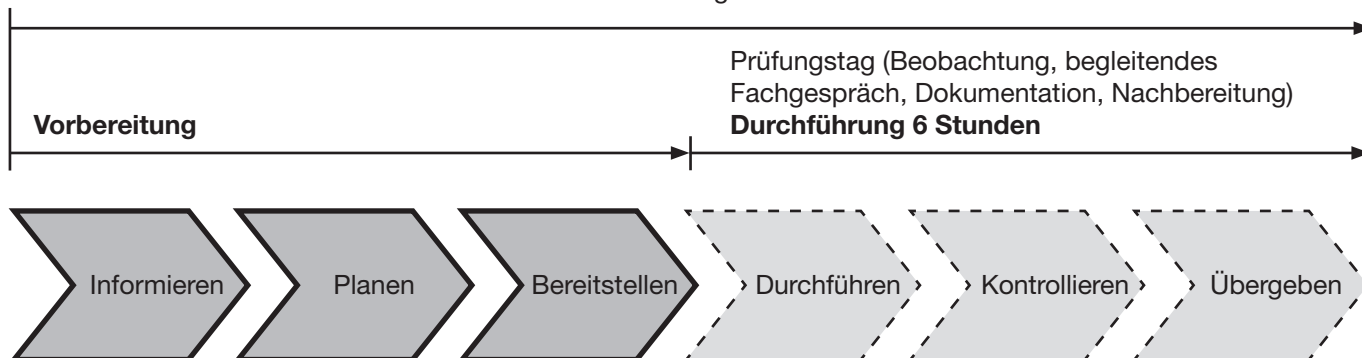 Prüfungstag (Beobachtung, begleitendes
Fachgespräch, Dokumentation, Nachbereitung)
Vorbereitung
Durchführung 6 Stunden
Informieren
Planen
Bereitstellen
Durchführen
Kontrollieren
Übergeben